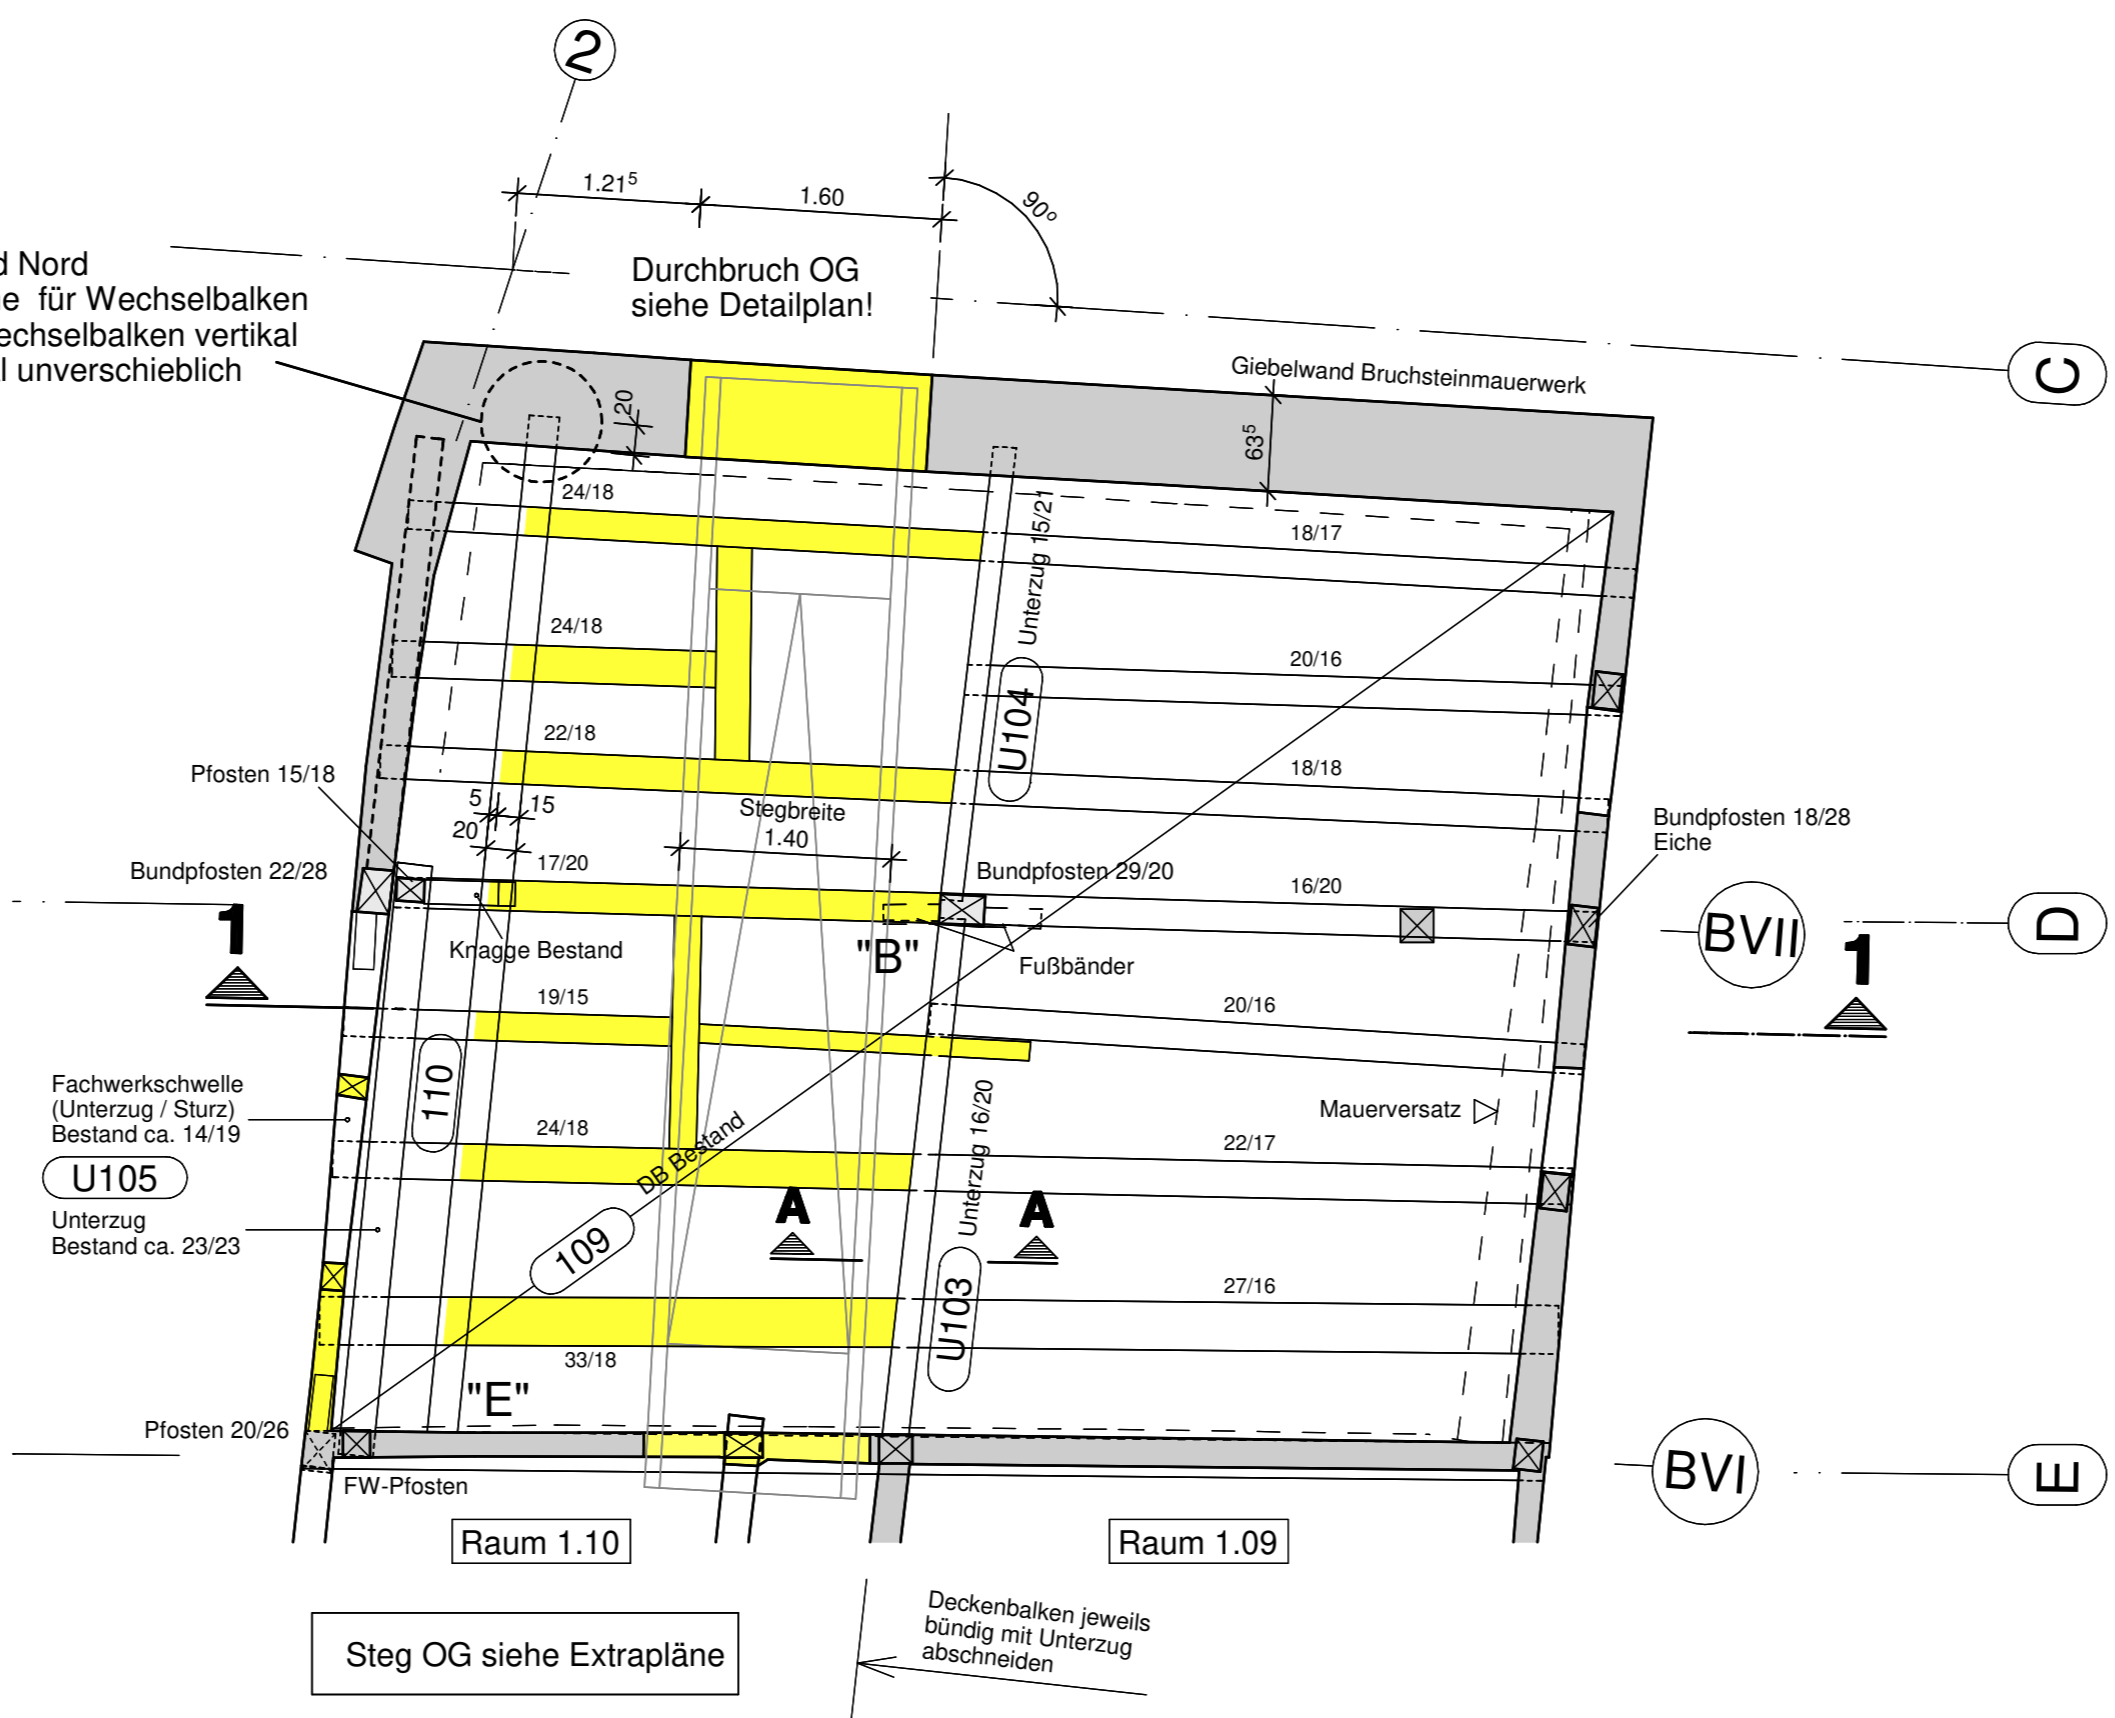 2
1.21⁵
1.60
90°
d Nord
e für Wechselbalken
echselbalken vertikal
l unverschieblich
Durchbruch OG
siehe Detailplan!
C
Giebelwand Bruchsteinmauerwerk
20
63⁵
24/18
18/17
Unterzug 15/21
24/18
20/16
U104
22/18
18/18
Pfosten 15/18
5
15
20
Stegbreite
1.40
Bundpfosten 18/28
Eiche
Bundpfosten 22/28
17/20
Bundpfosten 29/20
16/20
1
Knagge Bestand
"B"
Fußbänder
BVII
D
1
19/15
20/16
110
Fachwerkschwelle
(Unterzug / Sturz)
Bestand ca. 14/19
U105
Unterzug
Bestand ca. 23/23
24/18
DB Bestand
Unterzug 16/20
Mauerversatz
22/17
109
A
A
U103
27/16
33/18
"E"
Pfosten 20/26
FW-Pfosten
BVI
E
Raum 1.10
Raum 1.09
Steg OG siehe Extrapläne
Deckenbalken jeweils
bündig mit Unterzug
abschneiden